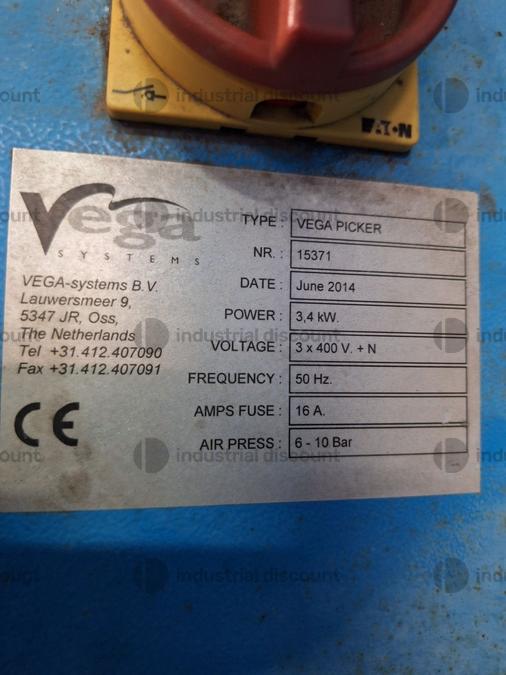 EATON
Vega
SYSTEMS
VEGA-systems B.V.
Lauwersmeer 9,
5347 JR, Oss,
The Netherlands
Tel +31.412.407090
Fax +31.412.407091
CE
TYPE : VEGA PICKER
NR. : 15371
DATE : June 2014
POWER : 3,4 kW.
VOLTAGE : 3 x 400 V. + N
FREQUENCY : 50 Hz.
AMPS FUSE : 16 A.
AIR PRESS : 6 - 10 Bar
industrial discount